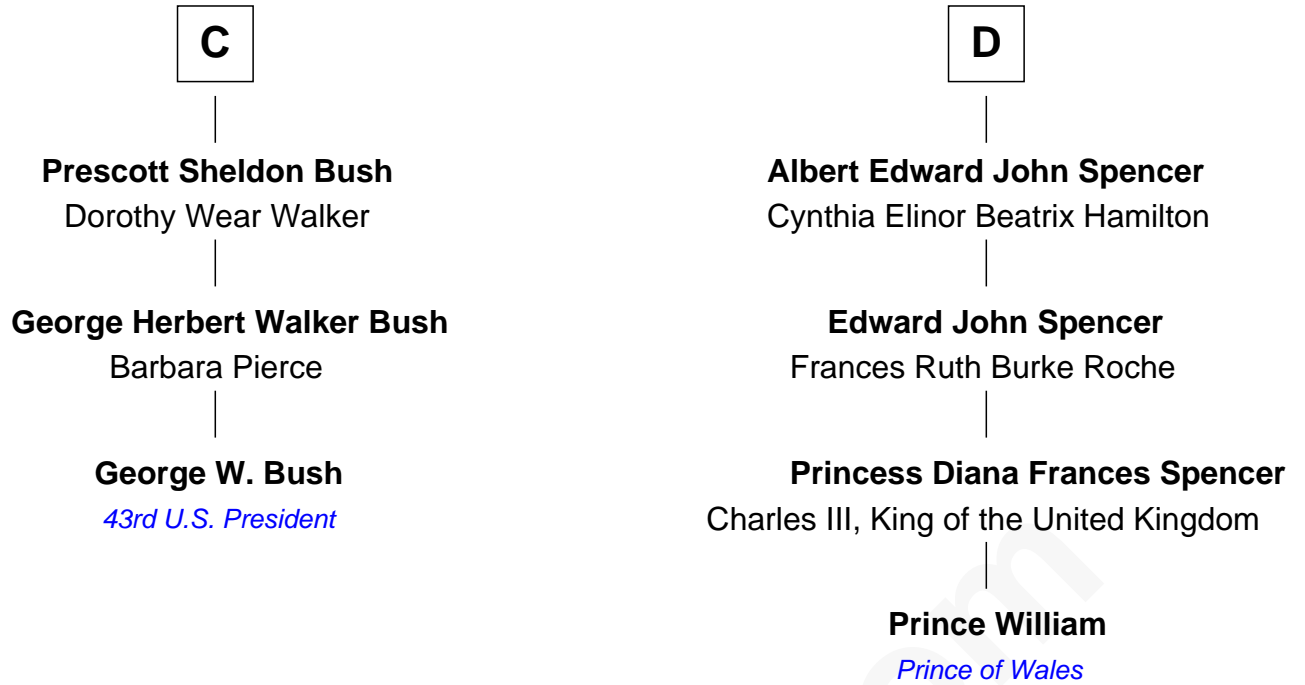 C
Prescott Sheldon Bush
Dorothy Wear Walker
George Herbert Walker Bush
Barbara Pierce
George W. Bush
43rd U.S. President
D
Albert Edward John Spencer
Cynthia Elinor Beatrix Hamilton
Edward John Spencer
Frances Ruth Burke Roche
Princess Diana Frances Spencer
Charles III, King of the United Kingdom
Prince William
Prince of Wales